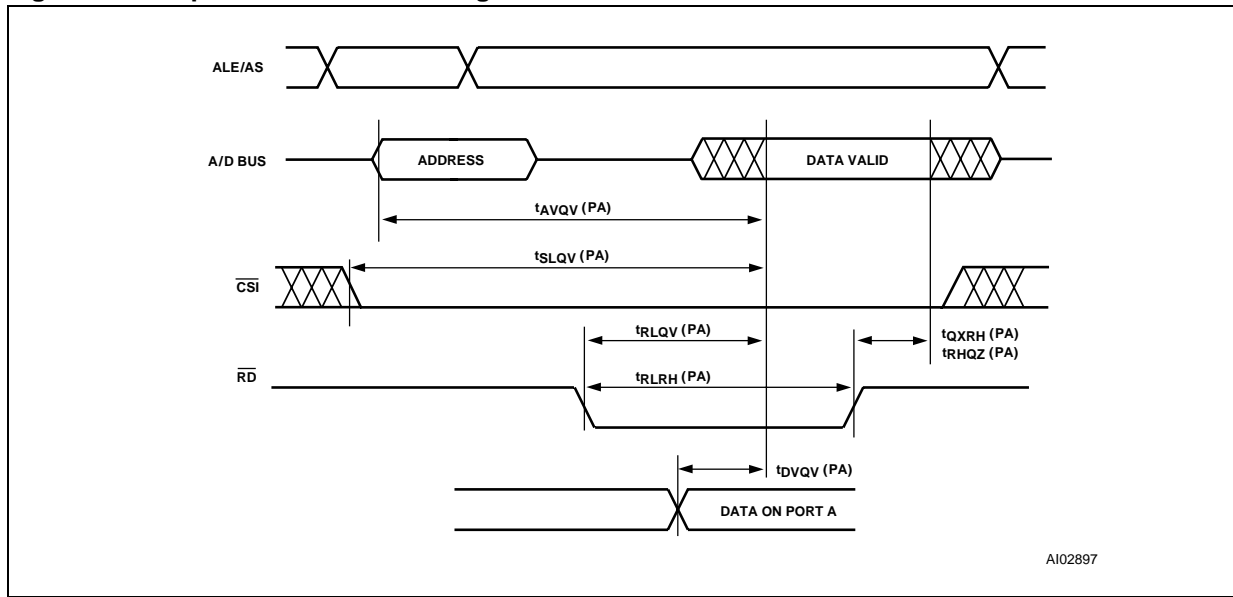 ALE/AS
A/D BUS
ADDRESS
DATA VALID
tAVQV (PA)
tSLQV (PA)
CSI
tRLQV (PA)
tQXRH (PA)
tRHQZ (PA)
RD
tRLRH (PA)
tDVQV (PA)
DATA ON PORT A
AI02897